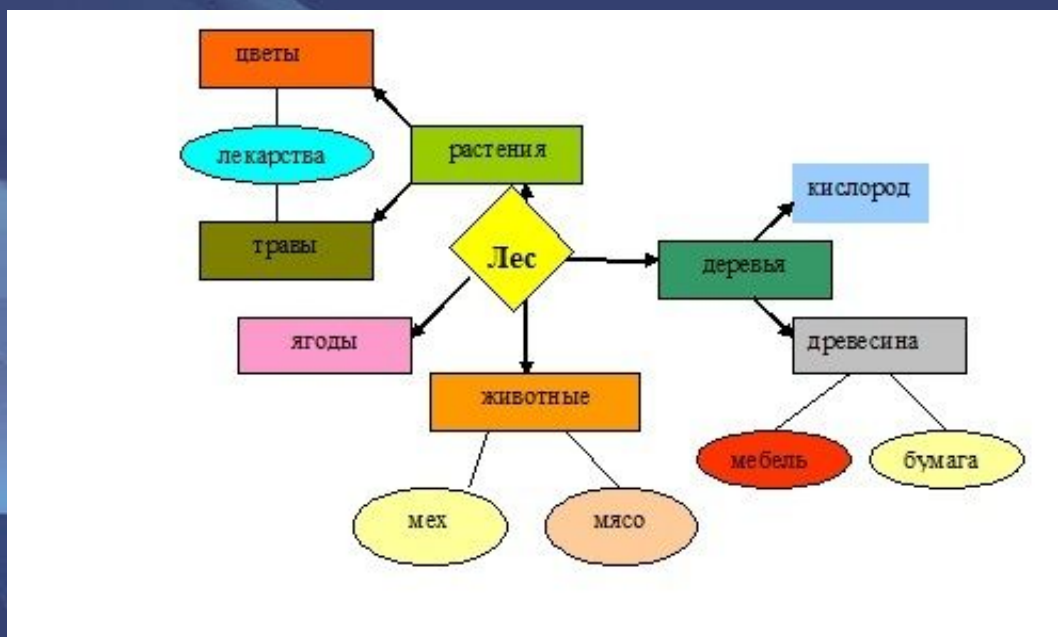 цветы
лекарства
растения
травы
Лес
кислород
деревья
ягоды
древесина
животные
мебель
бумага
мех
мясо